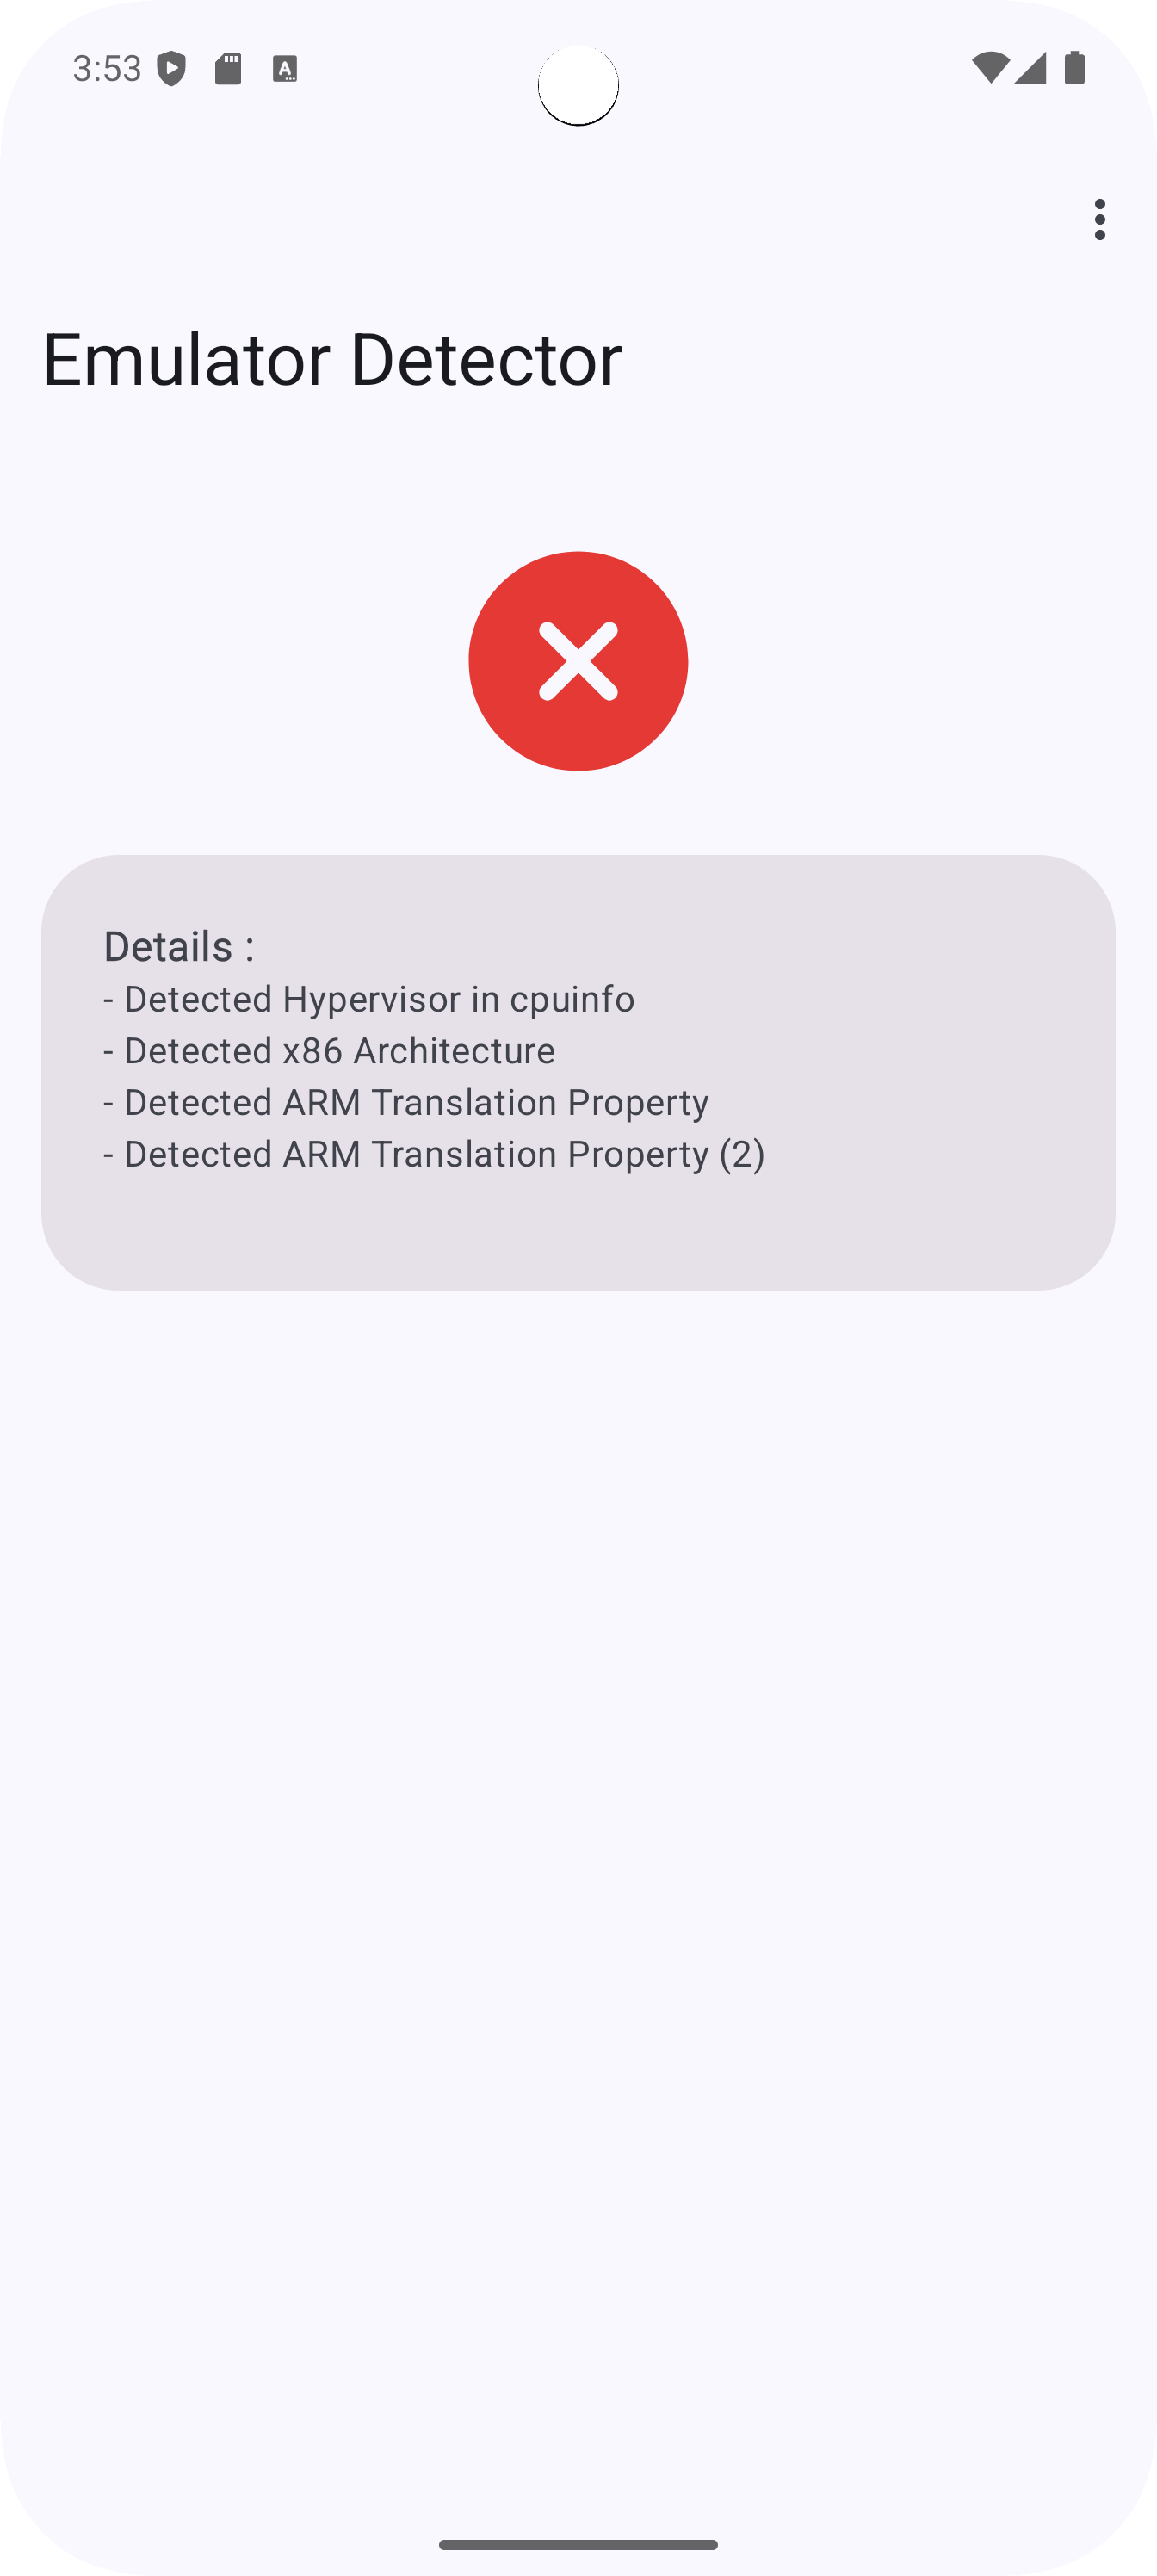 3:53
Emulator Detector
Details :
- Detected Hypervisor in cpuinfo
- Detected x86 Architecture
- Detected ARM Translation Property
- Detected ARM Translation Property (2)